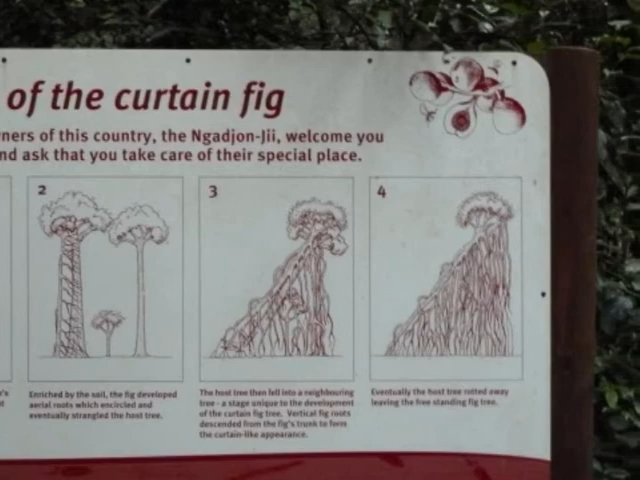 of the curtain fig
ners of this country, the Ngadjon-Jii, welcome you
nd ask that you take care of their special place.
2
3
4
Enriched by the soil, the fig developed
aerial roots which encircled and
eventually strangled the host tree.
The host tree then fell into a neighbouring
tree - a stage unique to the development
of the curtain fig tree. Vertical fig roots
descended from the fig's trunk to form
the curtain-like appearance.
Eventually the host tree rotted away
leaving the free standing fig tree.